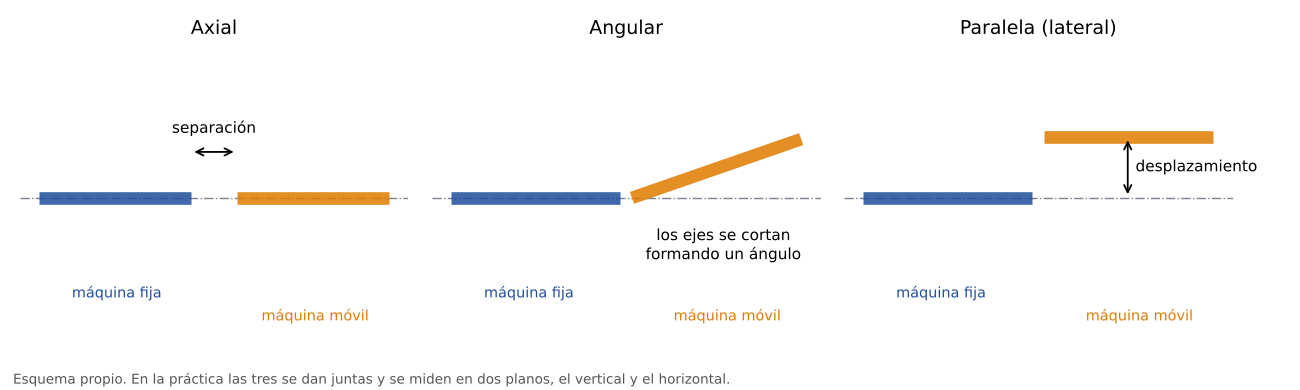 Axial
Angular
Paralela (lateral)
separación
desplazamiento
los ejes se cortan
formando un ángulo
máquina fija
máquina móvil
máquina fija
máquina móvil
máquina fija
máquina móvil
Esquema propio. En la práctica las tres se dan juntas y se miden en dos planos, el vertical y el horizontal.